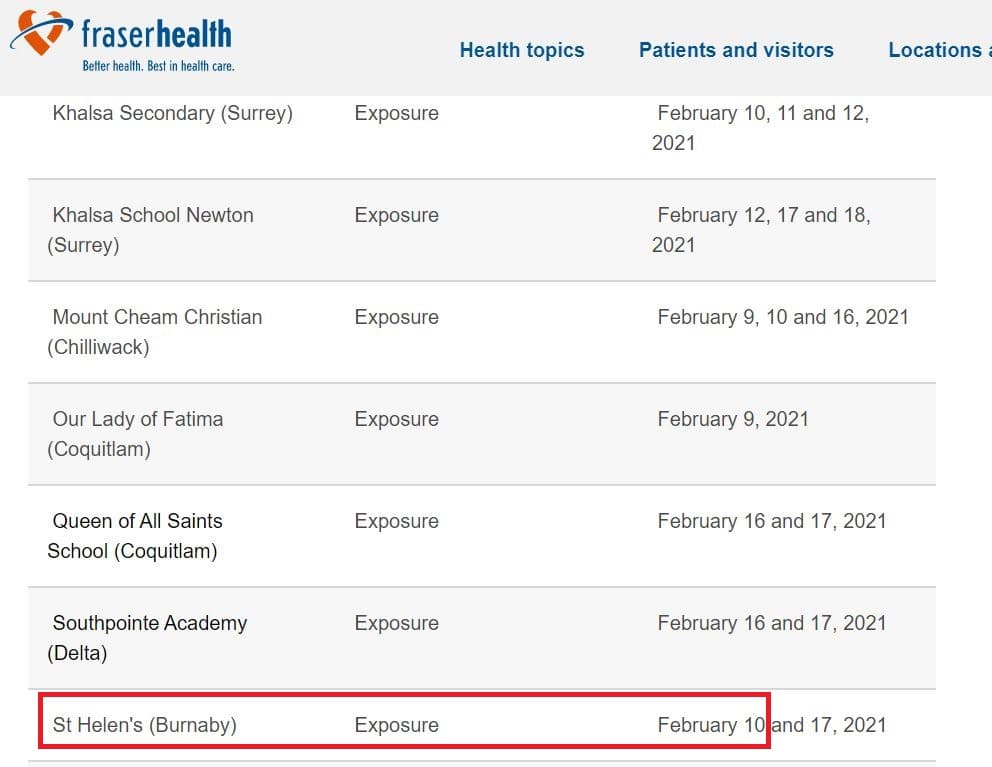 fraserhealth
Better health. Best in health care.
Health topics
Patients and visitors
Locations
Khalsa Secondary (Surrey) Exposure February 10, 11 and 12,
2021
Khalsa School Newton Exposure February 12, 17 and 18,
(Surrey) 2021
Mount Cheam Christian Exposure February 9, 10 and 16, 2021
(Chilliwack)
Our Lady of Fatima Exposure February 9, 2021
(Coquitlam)
Queen of All Saints Exposure February 16 and 17, 2021
School (Coquitlam)
Southpointe Academy Exposure February 16 and 17, 2021
(Delta)
St Helen's (Burnaby) Exposure February 10 and 17, 2021